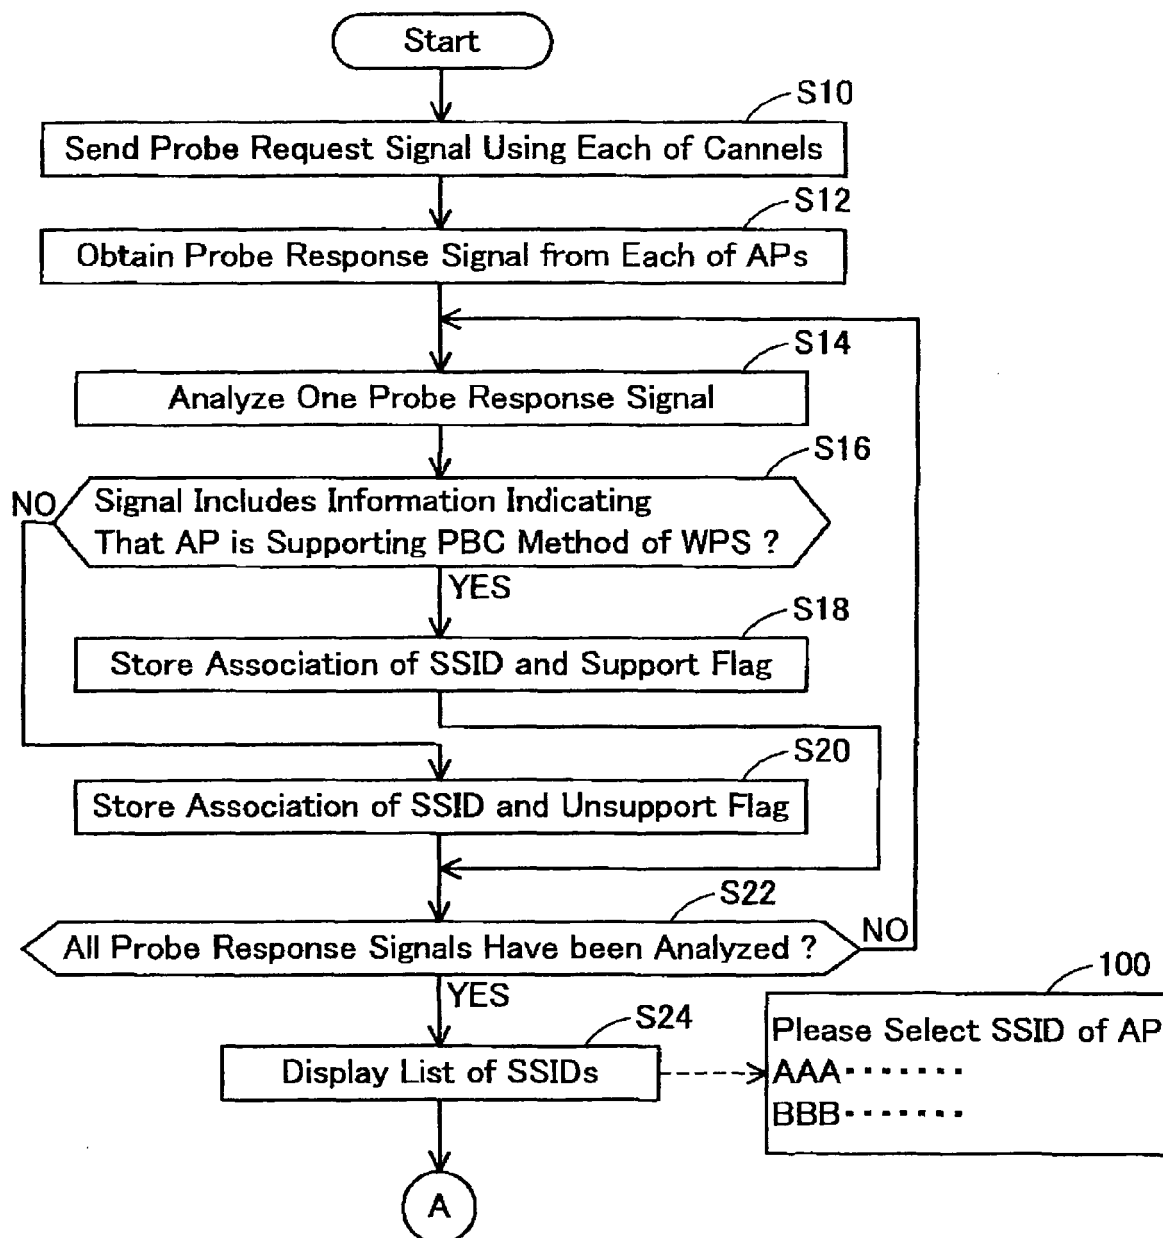 Start
S10
Send Probe Request Signal Using Each of Cannels
S12
Obtain Probe Response Signal from Each of APs
S14
Analyze One Probe Response Signal
S16
NO
Signal Includes Information Indicating
That AP is Supporting PBC Method of WPS ?
YES
S18
Store Association of SSID and Support Flag
S20
Store Association of SSID and Unsupport Flag
S22
All Probe Response Signals Have been Analyzed ?
NO
YES
100
S24
Display List of SSIDs
Please Select SSID of AP
AAA·······
BBB·······
A